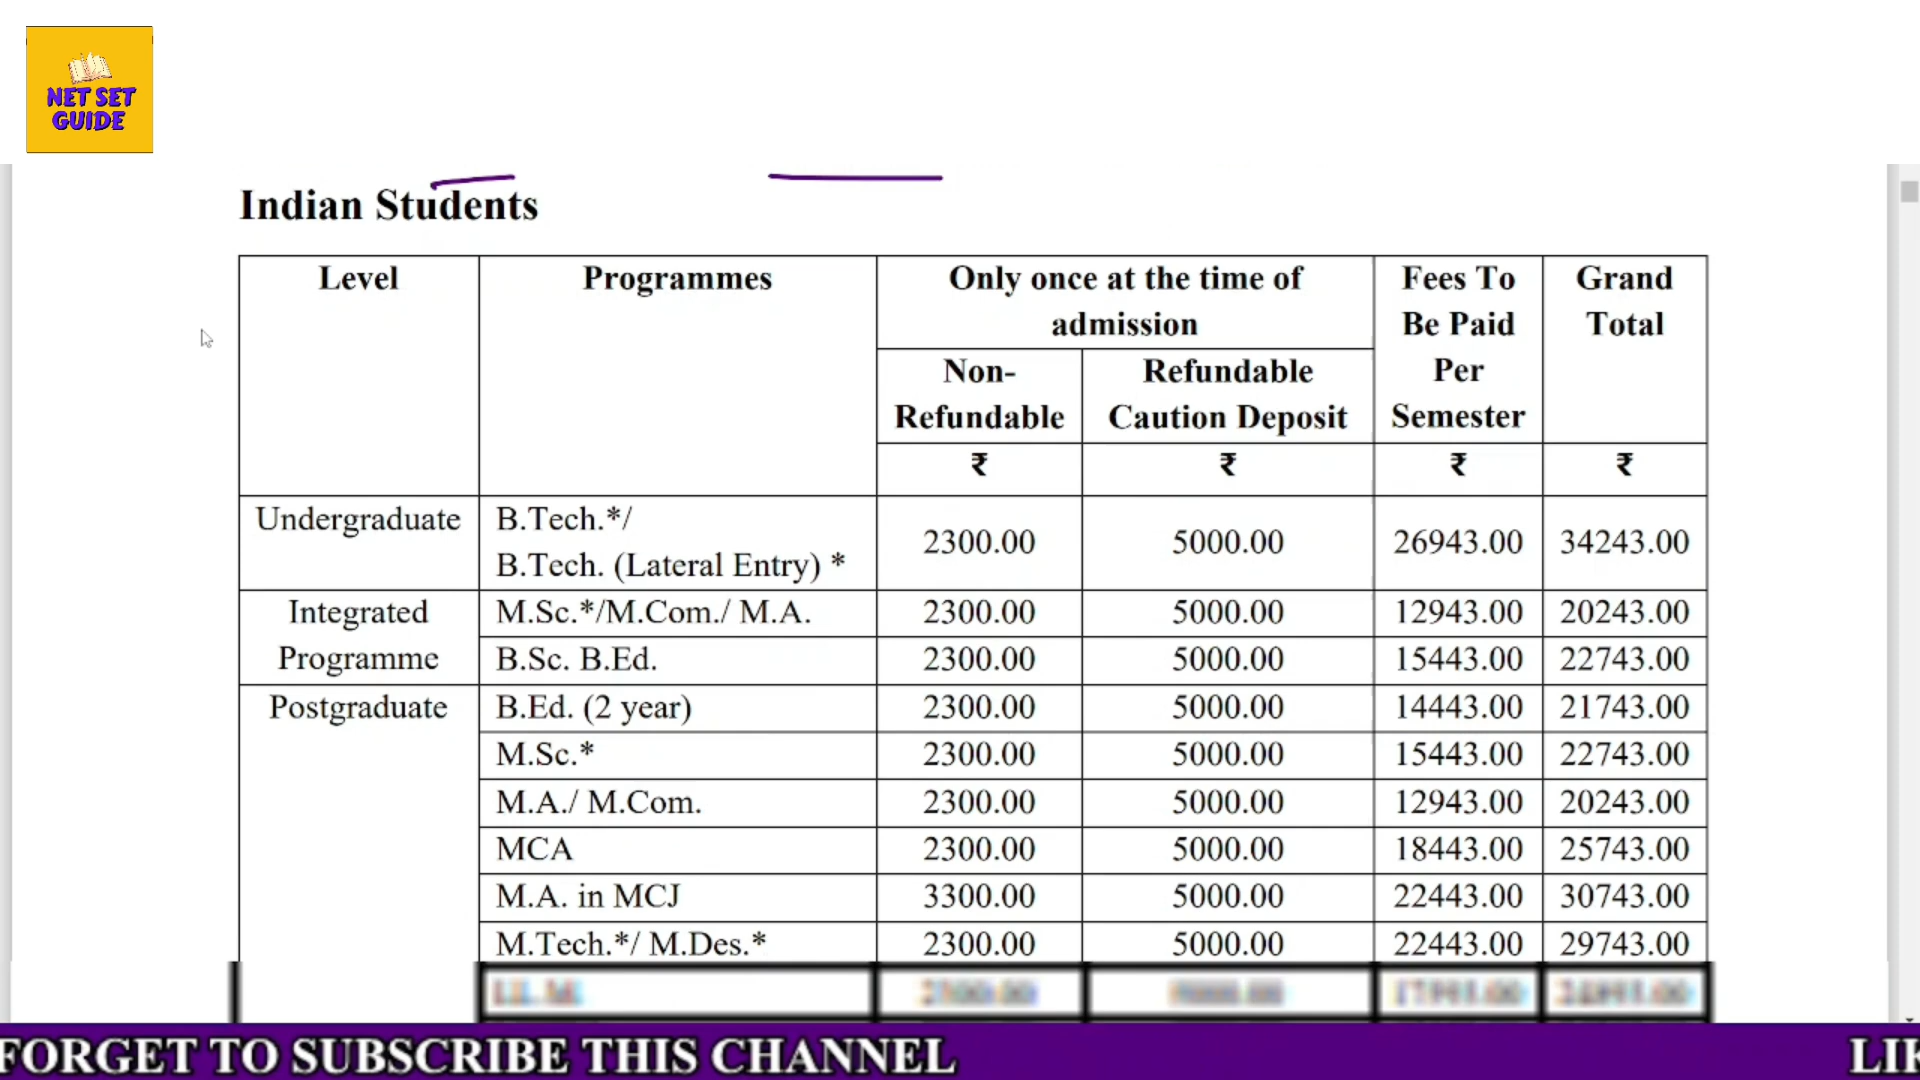 NET SET
GUIDE
Indian Students
Level Programmes Only once at the time of admission Fees To Be Paid Per Semester Grand Total
Non-Refundable Refundable Caution Deposit
₹ ₹ ₹ ₹
Undergraduate B.Tech.*/ B.Tech. (Lateral Entry) * 2300.00 5000.00 26943.00 34243.00
Integrated Programme M.Sc.*/M.Com./ M.A. 2300.00 5000.00 12943.00 20243.00
B.Sc. B.Ed. 2300.00 5000.00 15443.00 22743.00
Postgraduate B.Ed. (2 year) 2300.00 5000.00 14443.00 21743.00
M.Sc.* 2300.00 5000.00 15443.00 22743.00
M.A./ M.Com. 2300.00 5000.00 12943.00 20243.00
MCA 2300.00 5000.00 18443.00 25743.00
M.A. in MCJ 3300.00 5000.00 22443.00 30743.00
M.Tech.*/ M.Des.* 2300.00 5000.00 22443.00 29743.00
FORGET TO SUBSCRIBE THIS CHANNEL